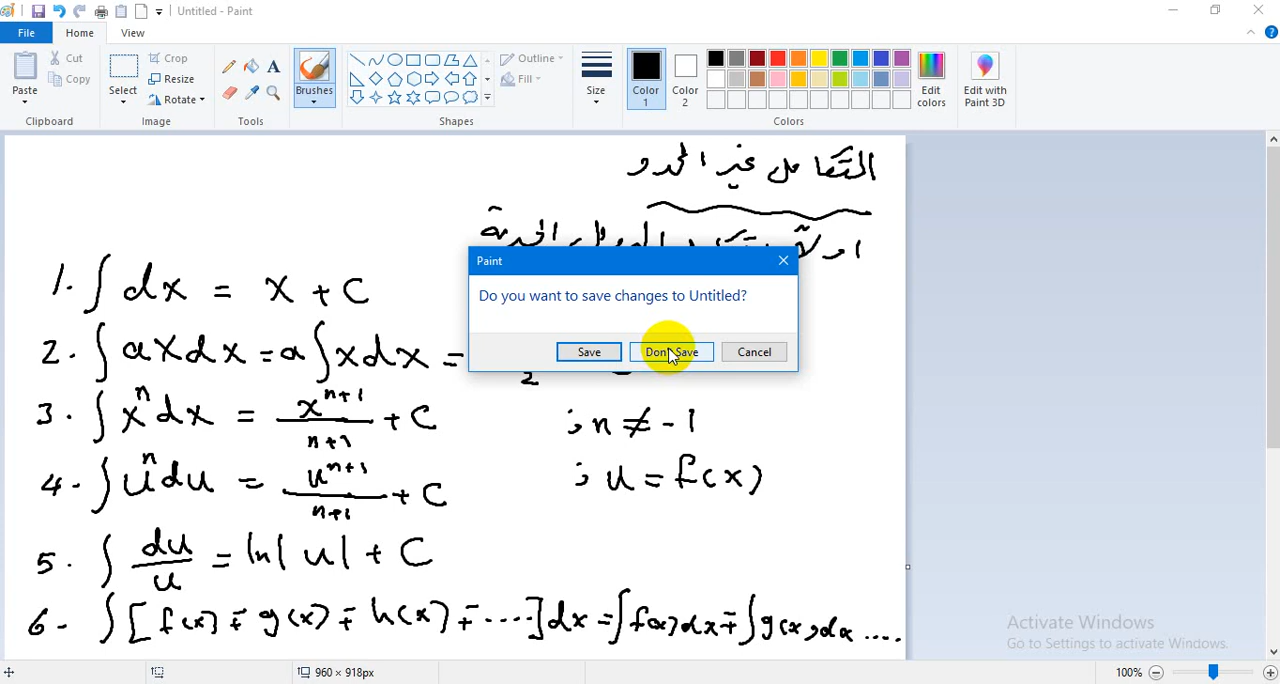 Untitled - Paint
File Home View
Paste Cut Copy Clipboard
Select Crop Resize Rotate Image
Tools
Brushes
Shapes Outline Fill
Size
Color 1 Color 2 Edit colors Colors
Edit with Paint 3D
التكامل غير المحدود
اولاً
1. ∫ dx = x + C
Paint
Do you want to save changes to Untitled?
Save Don't Save Cancel
2. ∫ a x dx = a ∫ x dx = 2
3. ∫ xⁿ dx = xⁿ⁺¹/n+1 + C ; n ≠ -1
4. ∫ uⁿ du = uⁿ⁺¹/n+1 + C ; u = f(x)
5. ∫ du/u = ln|u| + C
6- ∫ [f(x) ∓ g(x) ∓ h(x) ∓ ....] dx = ∫ f(x) dx ∓ ∫ g(x) dx ....
Activate Windows
Go to Settings to activate Windows.
960 × 918px 100%